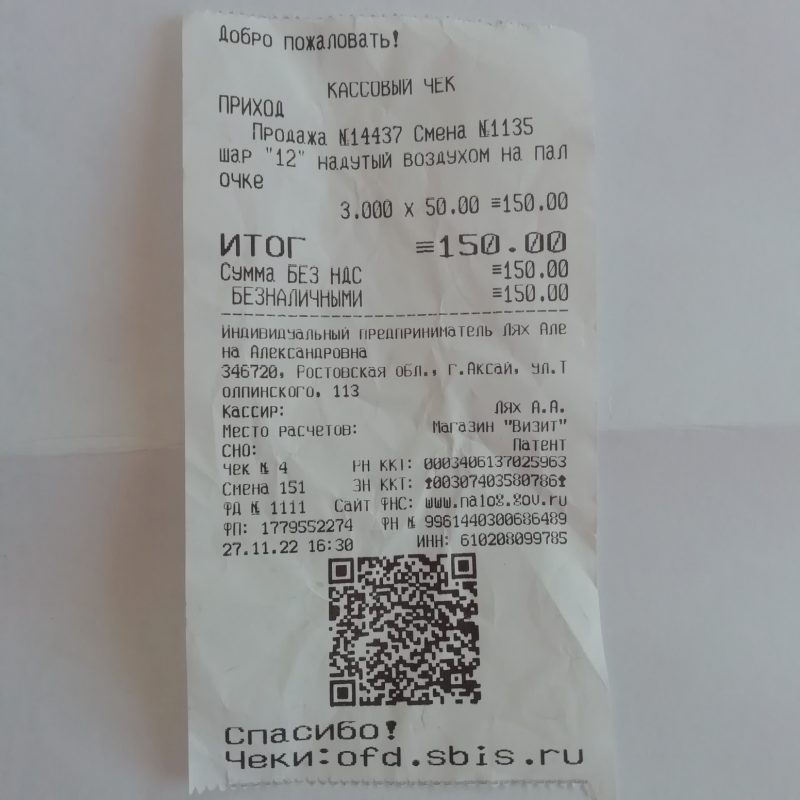 Добро пожаловать!
КАССОВЫЙ ЧЕК
ПРИХОД
Продажа №14437 Смена №1135
шар "12" надутый воздухом на пал
очке
3.000 х 50.00 ≡150.00
ИТОГ ≡150.00
Сумма БЕЗ НДС ≡150.00
БЕЗНАЛИЧНЫМИ ≡150.00
Индивидуальный предприниматель Лях Але
на Александровна
346720, Ростовская обл., г.Аксай, ул.Т
олпинского, 113
Кассир: Лях А.А.
Место расчетов: Магазин "Визит"
СНО: Патент
Чек № 4 РН ККТ: 0003406137025963
Смена 151 ЗН ККТ: 00307403580786
ФД № 1111 Сайт ФНС: www.nalog.gov.ru
ФП: 1779552274 ФН № 9961440300686489
27.11.22 16:30 ИНН: 610208099785
Спасибо!
Чеки:ofd.sbis.ru